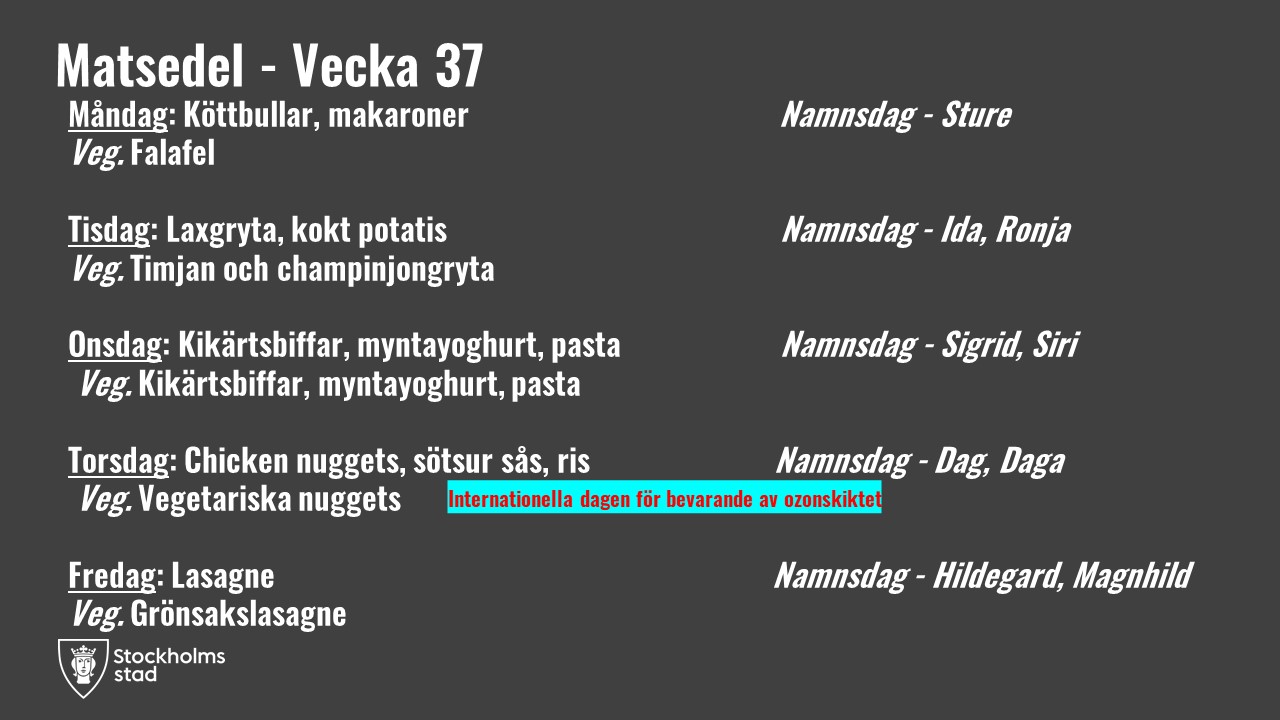 Matsedel - Vecka 37
Måndag: Köttbullar, makaroner Namnsdag - Sture
Veg. Falafel
Tisdag: Laxgryta, kokt potatis Namnsdag - Ida, Ronja
Veg. Timjan och champinjongryta
Onsdag: Kikärtsbiffar, myntayoghurt, pasta Namnsdag - Sigrid, Siri
Veg. Kikärtsbiffar, myntayoghurt, pasta
Torsdag: Chicken nuggets, sötsur sås, ris Namnsdag - Dag, Daga
Veg. Vegetariska nuggets Internationella dagen för bevarande av ozonskiktet
Fredag: Lasagne Namnsdag - Hildegard, Magnhild
Veg. Grönsakslasagne
Stockholms
stad